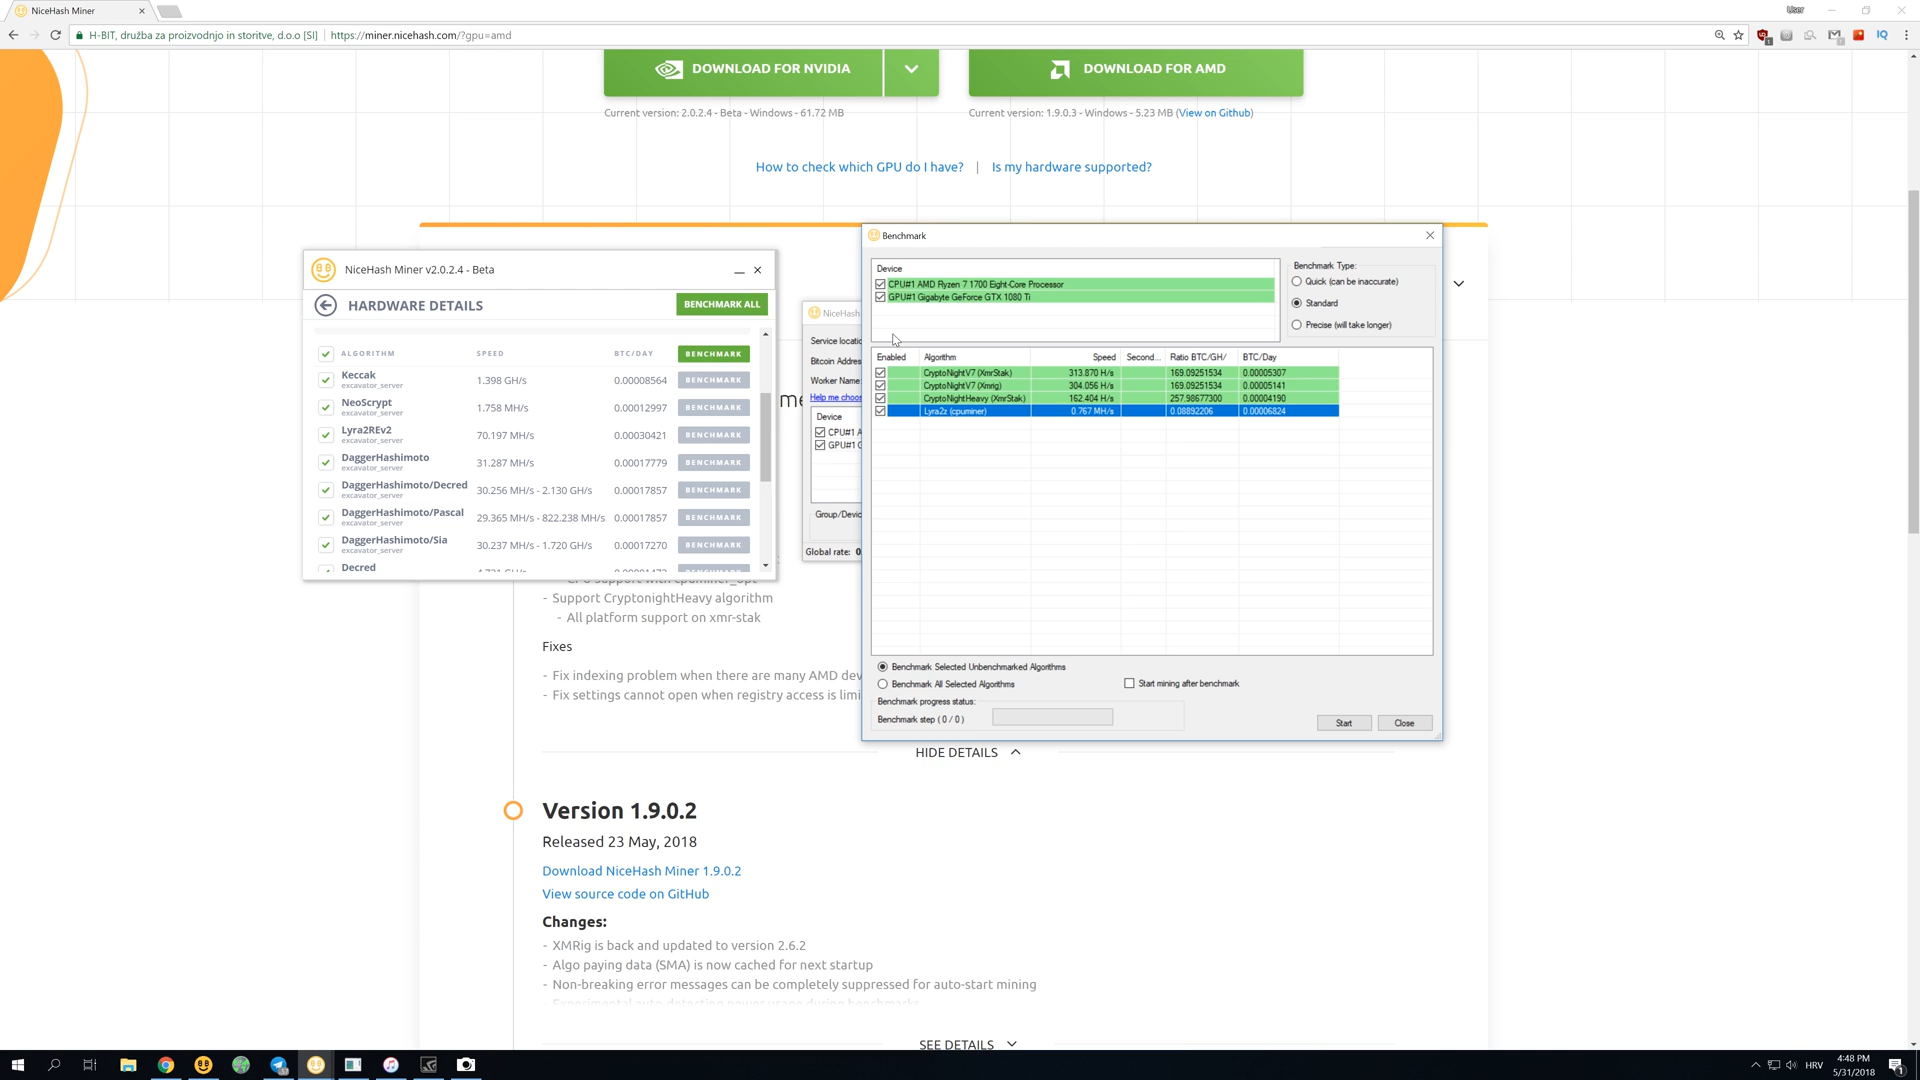 NiceHash Miner
User
H-BIT, družba za proizvodnjo in storitve, d.o.o [SI]
https://miner.nicehash.com/?gpu=amd
DOWNLOAD FOR NVIDIA
DOWNLOAD FOR AMD
Current version: 2.0.2.4 - Beta - Windows - 61.72 MB
Current version: 1.9.0.3 - Windows - 5.23 MB (View on Github)
How to check which GPU do I have? | Is my hardware supported?
NiceHash Miner v2.0.2.4 - Beta
HARDWARE DETAILS
BENCHMARK ALL
ALGORITHM SPEED BTC/DAY BENCHMARK
Keccak 1.398 GH/s 0.00008564 BENCHMARK
excavator_server
NeoScrypt 1.758 MH/s 0.00012997 BENCHMARK
excavator_server
Lyra2REv2 70.197 MH/s 0.00030421 BENCHMARK
excavator_server
DaggerHashimoto 31.287 MH/s 0.00017779 BENCHMARK
excavator_server
DaggerHashimoto/Decred 30.256 MH/s - 2.130 GH/s 0.00017857 BENCHMARK
excavator_server
DaggerHashimoto/Pascal 29.365 MH/s - 822.238 MH/s 0.00017857 BENCHMARK
excavator_server
DaggerHashimoto/Sia 30.237 MH/s - 1.720 GH/s 0.00017270 BENCHMARK
excavator_server
Decred
NiceHash
Service locatio
Bitcoin Addres
Worker Name:
Help me choos
Device
CPU#1 A
GPU#1 G
Group/Devic
Global rate: 0
me
Benchmark
Device
CPU#1 AMD Ryzen 7 1700 Eight-Core Processor
GPU#1 Gigabyte GeForce GTX 1080 Ti
Benchmark Type:
Quick (can be inaccurate)
Standard
Precise (will take longer)
Enabled Algorithm Speed Second... Ratio BTC/GH/ BTC/Day
CryptoNightV7 (XmrStak) 313.870 H/s 169.09251534 0.00005307
CryptoNightV7 (Xmrig) 304.056 H/s 169.09251534 0.00005141
CryptoNightHeavy (XmrStak) 162.404 H/s 257.98677300 0.00004190
Lyra2z (cpuminer) 0.767 MH/s 0.08892206 0.00006824
Benchmark Selected Unbenchmarked Algorithms
Benchmark All Selected Algorithms
Start mining after benchmark
Benchmark progress status:
Benchmark step ( 0 / 0 )
Start
Close
- CPU support with cpuminer_opt
- Support CryptonightHeavy algorithm
- All platform support on xmr-stak
Fixes
- Fix indexing problem when there are many AMD dev
- Fix settings cannot open when registry access is limi
HIDE DETAILS
Version 1.9.0.2
Released 23 May, 2018
Download NiceHash Miner 1.9.0.2
View source code on GitHub
Changes:
- XMRig is back and updated to version 2.6.2
- Algo paying data (SMA) is now cached for next startup
- Non-breaking error messages can be completely suppressed for auto-start mining
- Experimental auto-detecting power usage during benchmarks
SEE DETAILS
HRV
4:48 PM
5/31/2018